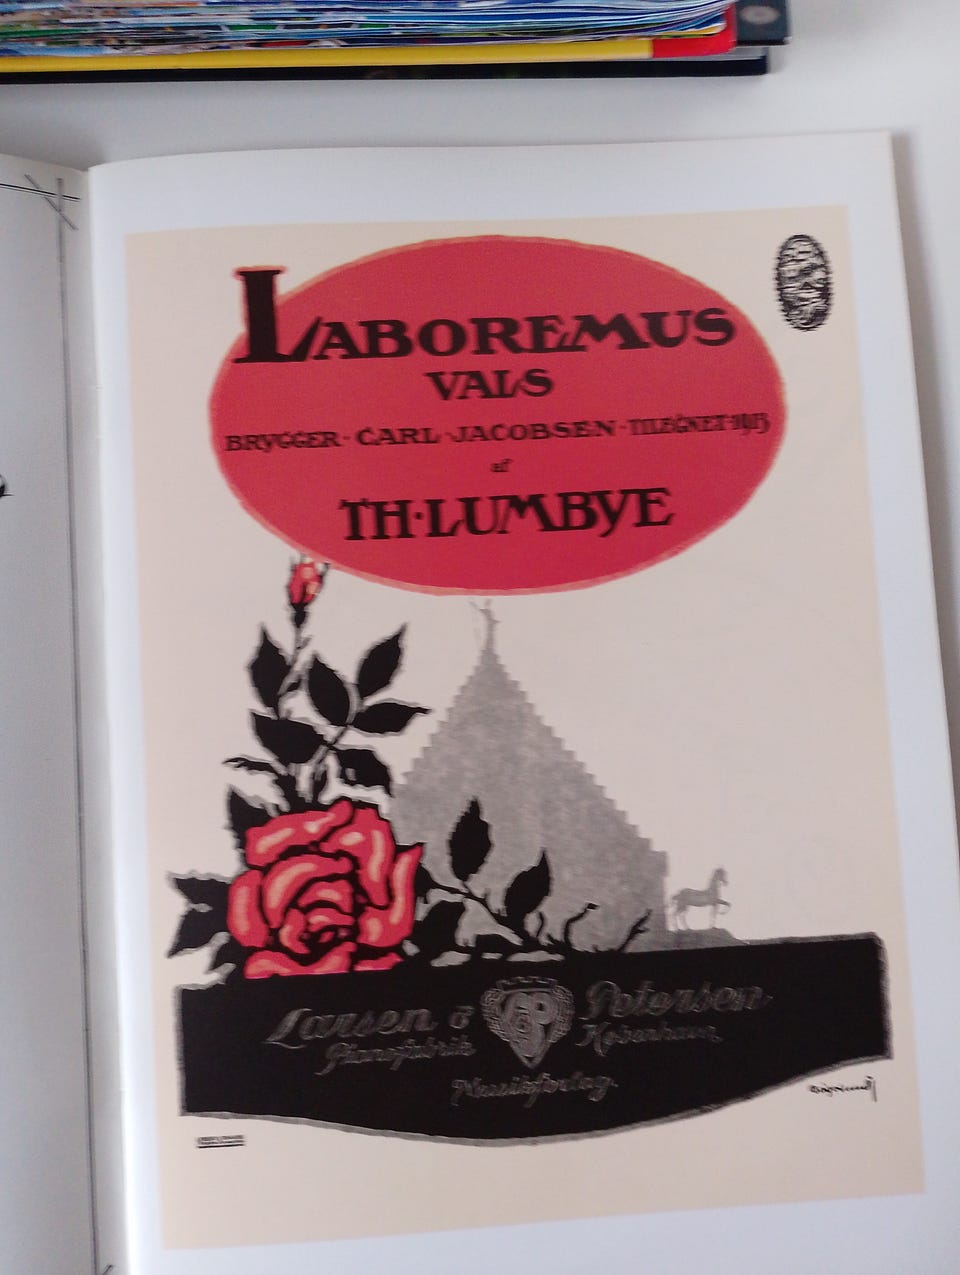 LABOREMUS
VALS
BRYGGER · CARL · JACOBSEN · TILEGNET · 1913
af
TH · LUMBYE
Larsen & Petersen
Pianofabrik København
Musikforlag.